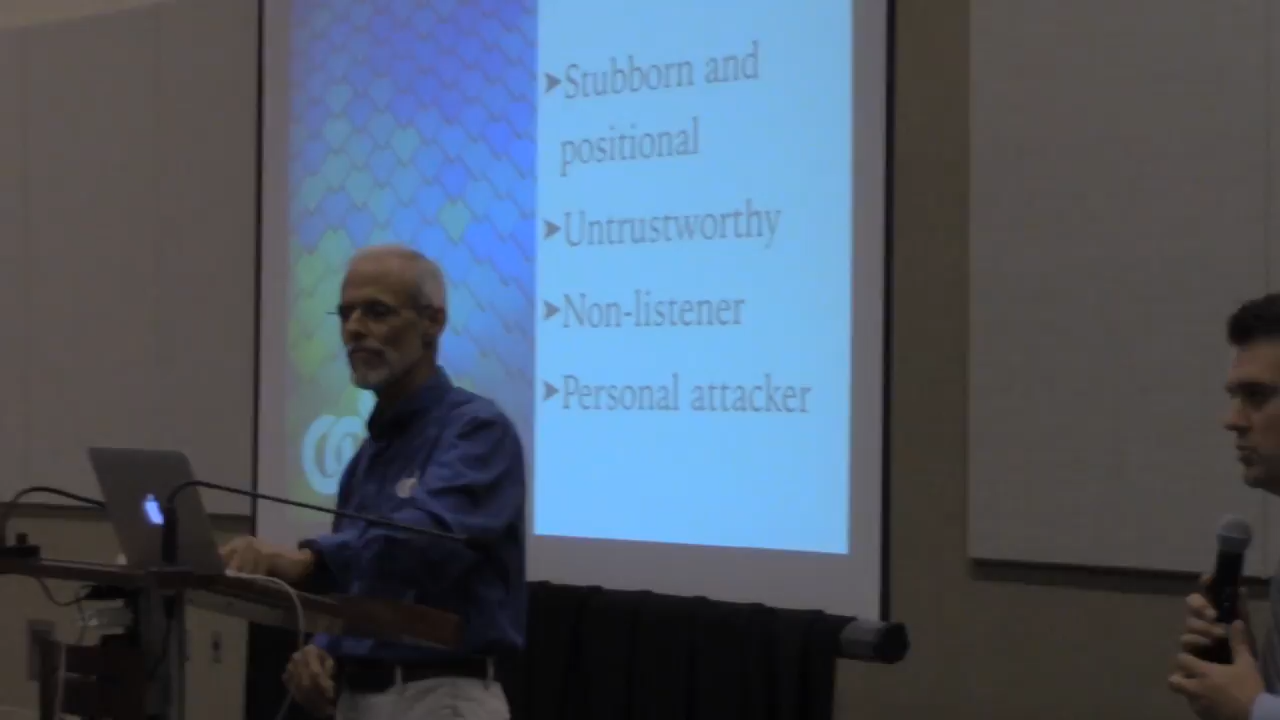 ➤Stubborn and
positional
➤Untrustworthy
➤Non-listener
➤Personal attacker